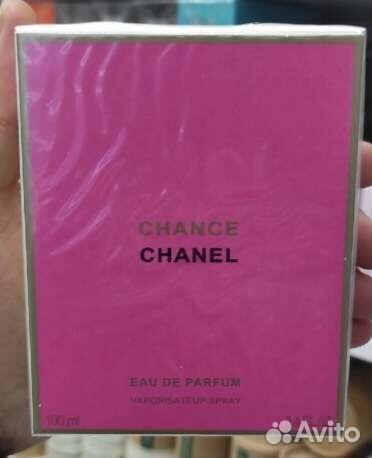 CHANCE
CHANEL
EAU DE PARFUM
VAPORISATEUR SPRAY
100 ml
Avito